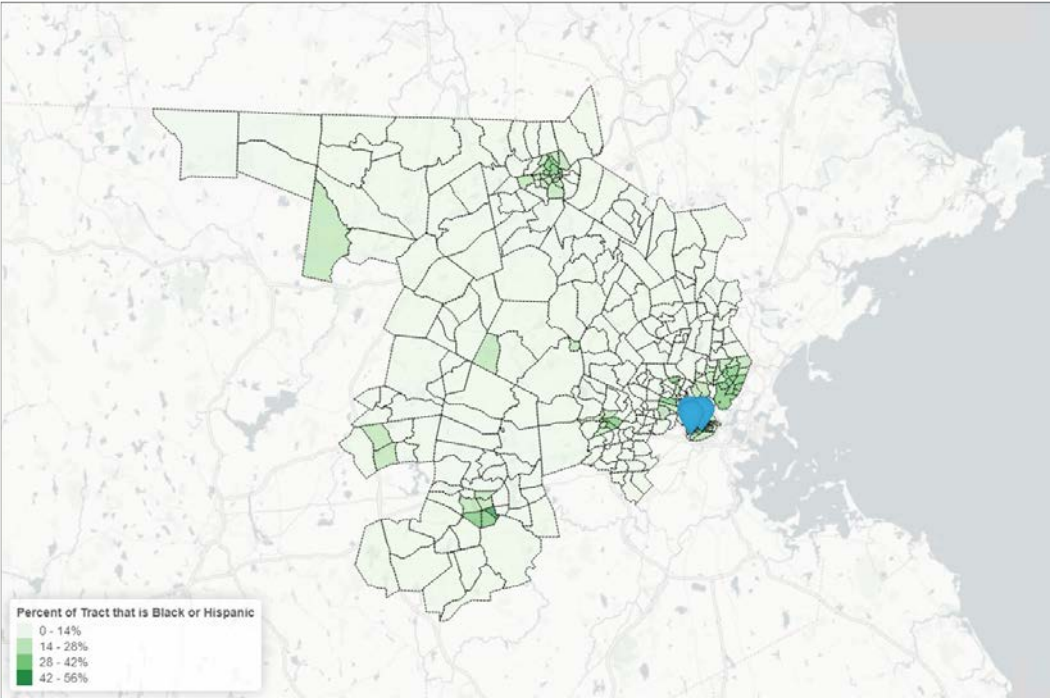 Percent of Tract that is Black or Hispanic
0 - 14%
14 - 28%
28 - 42%
42 - 56%